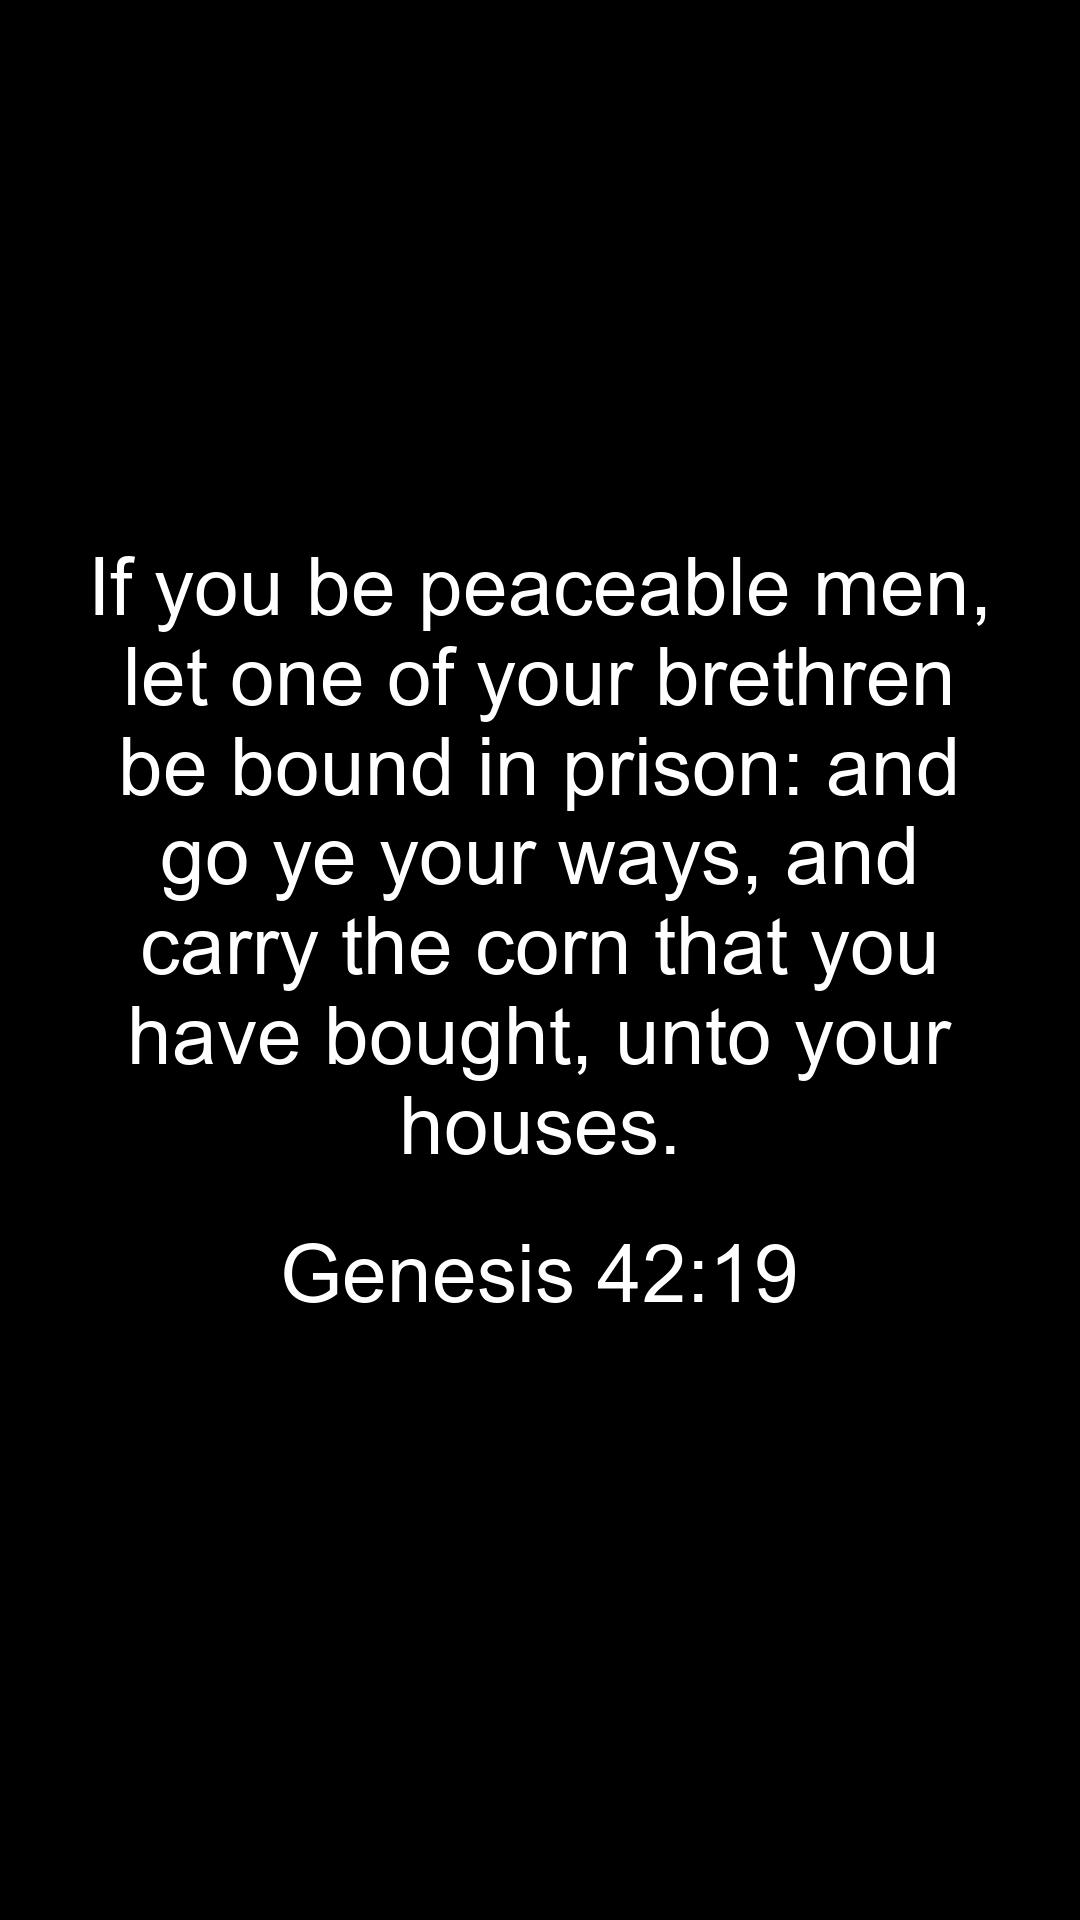 If you be peaceable men,
let one of your brethren
be bound in prison: and
go ye your ways, and
carry the corn that you
have bought, unto your
houses.
Genesis 42:19